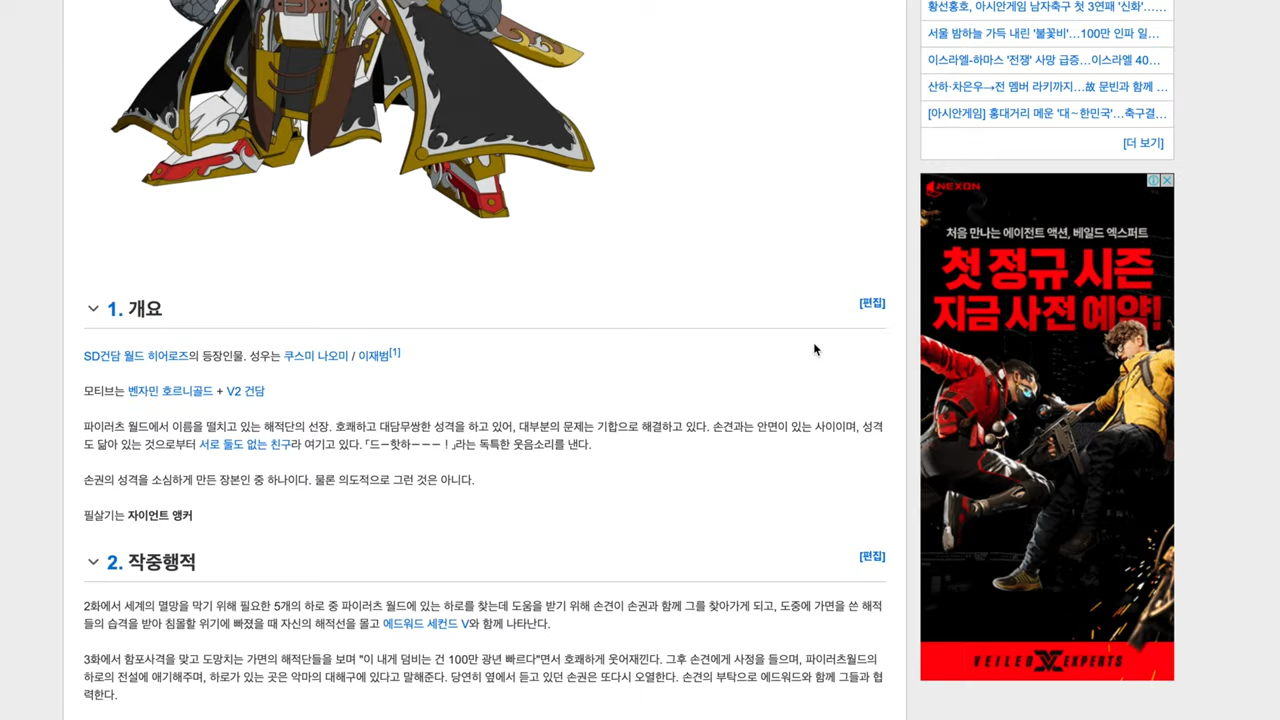 황선홍호, 아시안게임 남자축구 첫 3연패 '신화'……
서울 밤하늘 가득 내린 '불꽃비'…100만 인파 일…
이스라엘-하마스 '전쟁' 사망 급증…이스라엘 40…
산하·차은우→전 멤버 라키까지…故 문빈과 함께 …
[아시안게임] 홍대거리 메운 '대～한민국'…축구결…
[더 보기]
NEXON
처음 만나는 에이전트 액션, 베일드 엑스퍼트
첫 정규 시즌
지금 사전 예약!
VEILED EXPERTS
1. 개요
[편집]
SD건담 월드 히어로즈의 등장인물. 성우는 쿠스미 나오미 / 이재범[1]
모티브는 벤자민 호르니골드 + V2 건담
파이러츠 월드에서 이름을 떨치고 있는 해적단의 선장. 호쾌하고 대담무쌍한 성격을 하고 있어, 대부분의 문제는 기합으로 해결하고 있다. 손견과는 안면이 있는 사이이며, 성격
도 닮아 있는 것으로부터 서로 둘도 없는 친구라 여기고 있다. 「드ー핫하ーーー！」라는 독특한 웃음소리를 낸다.
손권의 성격을 소심하게 만든 장본인 중 하나이다. 물론 의도적으로 그런 것은 아니다.
필살기는 자이언트 앵커
2. 작중행적
[편집]
2화에서 세계의 멸망을 막기 위해 필요한 5개의 하로 중 파이러츠 월드에 있는 하로를 찾는데 도움을 받기 위해 손견이 손권과 함께 그를 찾아가게 되고, 도중에 가면을 쓴 해적
들의 습격을 받아 침몰할 위기에 빠졌을 때 자신의 해적선을 몰고 에드워드 세컨드 V와 함께 나타난다.
3화에서 함포사격을 맞고 도망치는 가면의 해적단들을 보며 "이 내게 덤비는 건 100만 광년 빠르다"면서 호쾌하게 웃어재낀다. 그후 손견에게 사정을 들으며, 파이러츠월드의
하로의 전설에 얘기해주며, 하로가 있는 곳은 악마의 대해구에 있다고 말해준다. 당연히 옆에서 듣고 있던 손권은 또다시 오열한다. 손견의 부탁으로 에드워드와 함께 그들과 협
력한다.